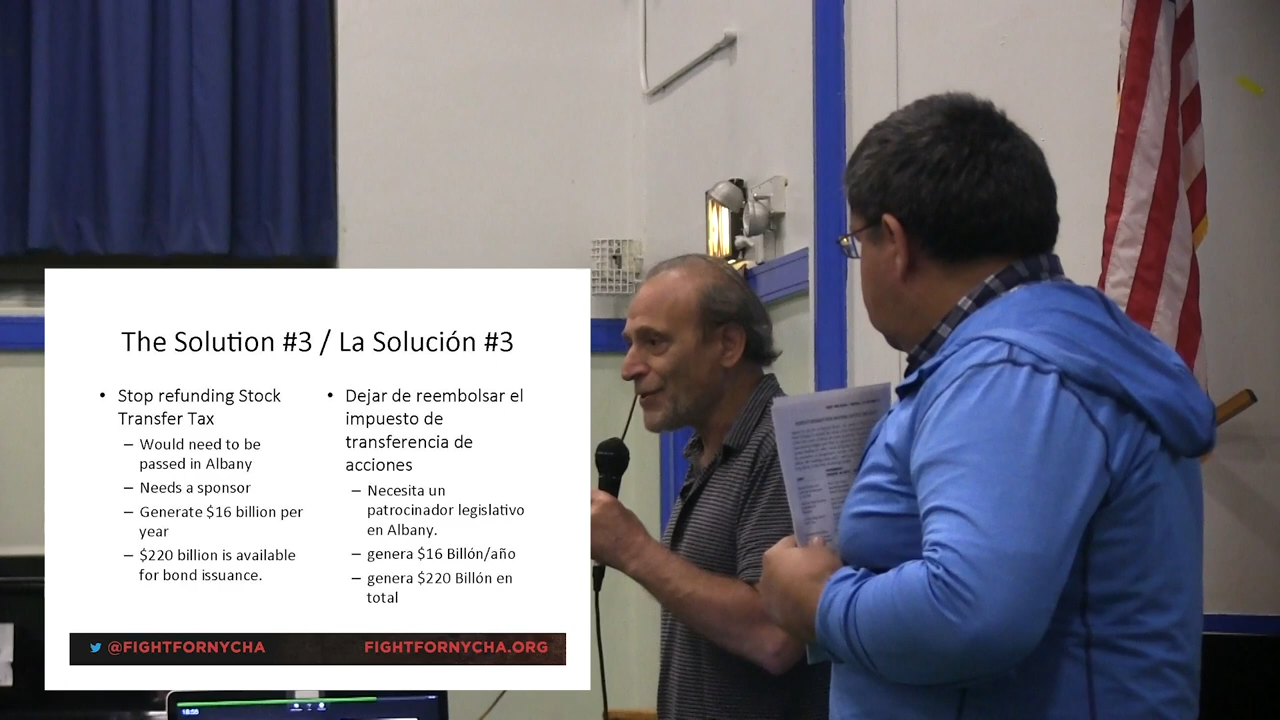 The Solution #3 / La Solución #3
• Stop refunding Stock
Transfer Tax
– Would need to be
passed in Albany
– Needs a sponsor
– Generate $16 billion per
year
– $220 billion is available
for bond issuance.
• Dejar de reembolsar el
impuesto de
transferencia de
acciones
– Necesita un
patrocinador legislativo
en Albany.
– genera $16 Billón/año
– genera $220 Billón en
total
@FIGHTFORNYCHA
FIGHTFORNYCHA.ORG